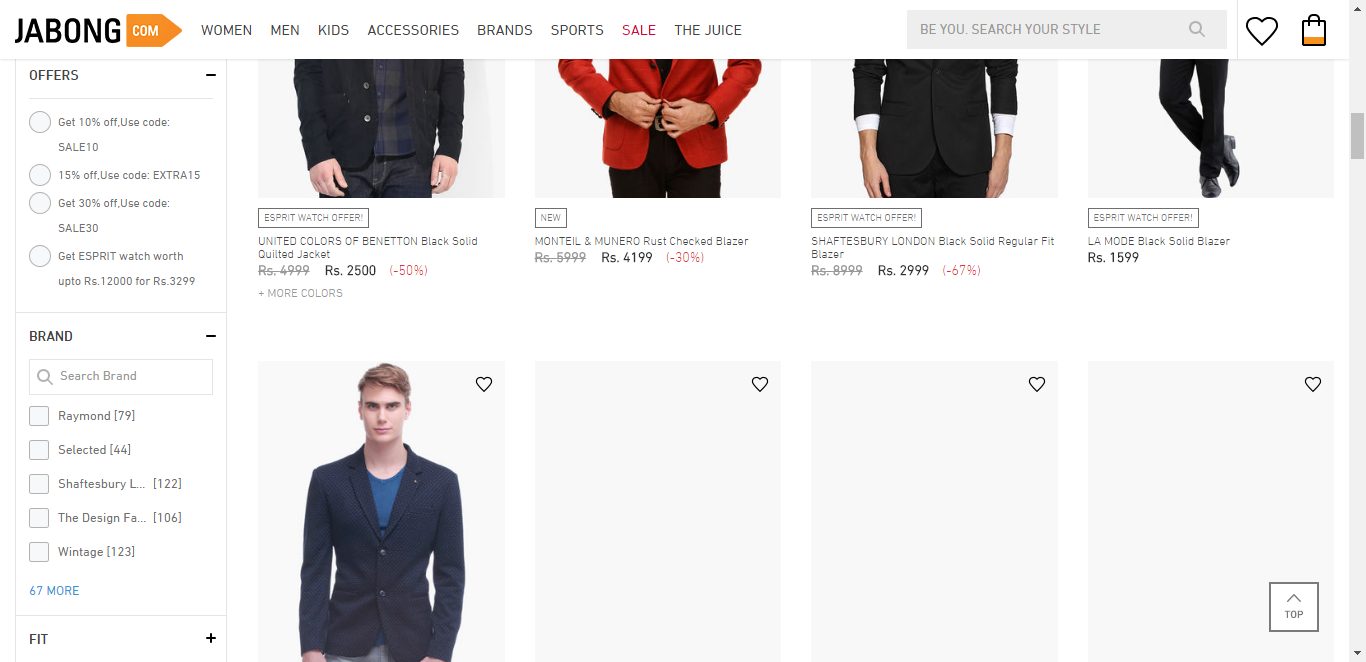 JABONG COM WOMEN MEN KIDS ACCESSORIES BRANDS SPORTS SALE THE JUICE BE YOU. SEARCH YOUR STYLE
OFFERS
Get 10% off,Use code:
SALE10
15% off,Use code: EXTRA15
Get 30% off,Use code:
SALE30
Get ESPRIT watch worth
upto Rs.12000 for Rs.3299
BRAND
Search Brand
Raymond [79]
Selected [44]
Shaftesbury L... [122]
The Design Fa... [106]
Wintage [123]
67 MORE
FIT
ESPRIT WATCH OFFER!
UNITED COLORS OF BENETTON Black Solid
Quilted Jacket
Rs. 4999 Rs. 2500 (-50%)
+ MORE COLORS
NEW
MONTEIL & MUNERO Rust Checked Blazer
Rs. 5999 Rs. 4199 (-30%)
ESPRIT WATCH OFFER!
SHAFTESBURY LONDON Black Solid Regular Fit
Blazer
Rs. 8999 Rs. 2999 (-67%)
ESPRIT WATCH OFFER!
LA MODE Black Solid Blazer
Rs. 1599
TOP